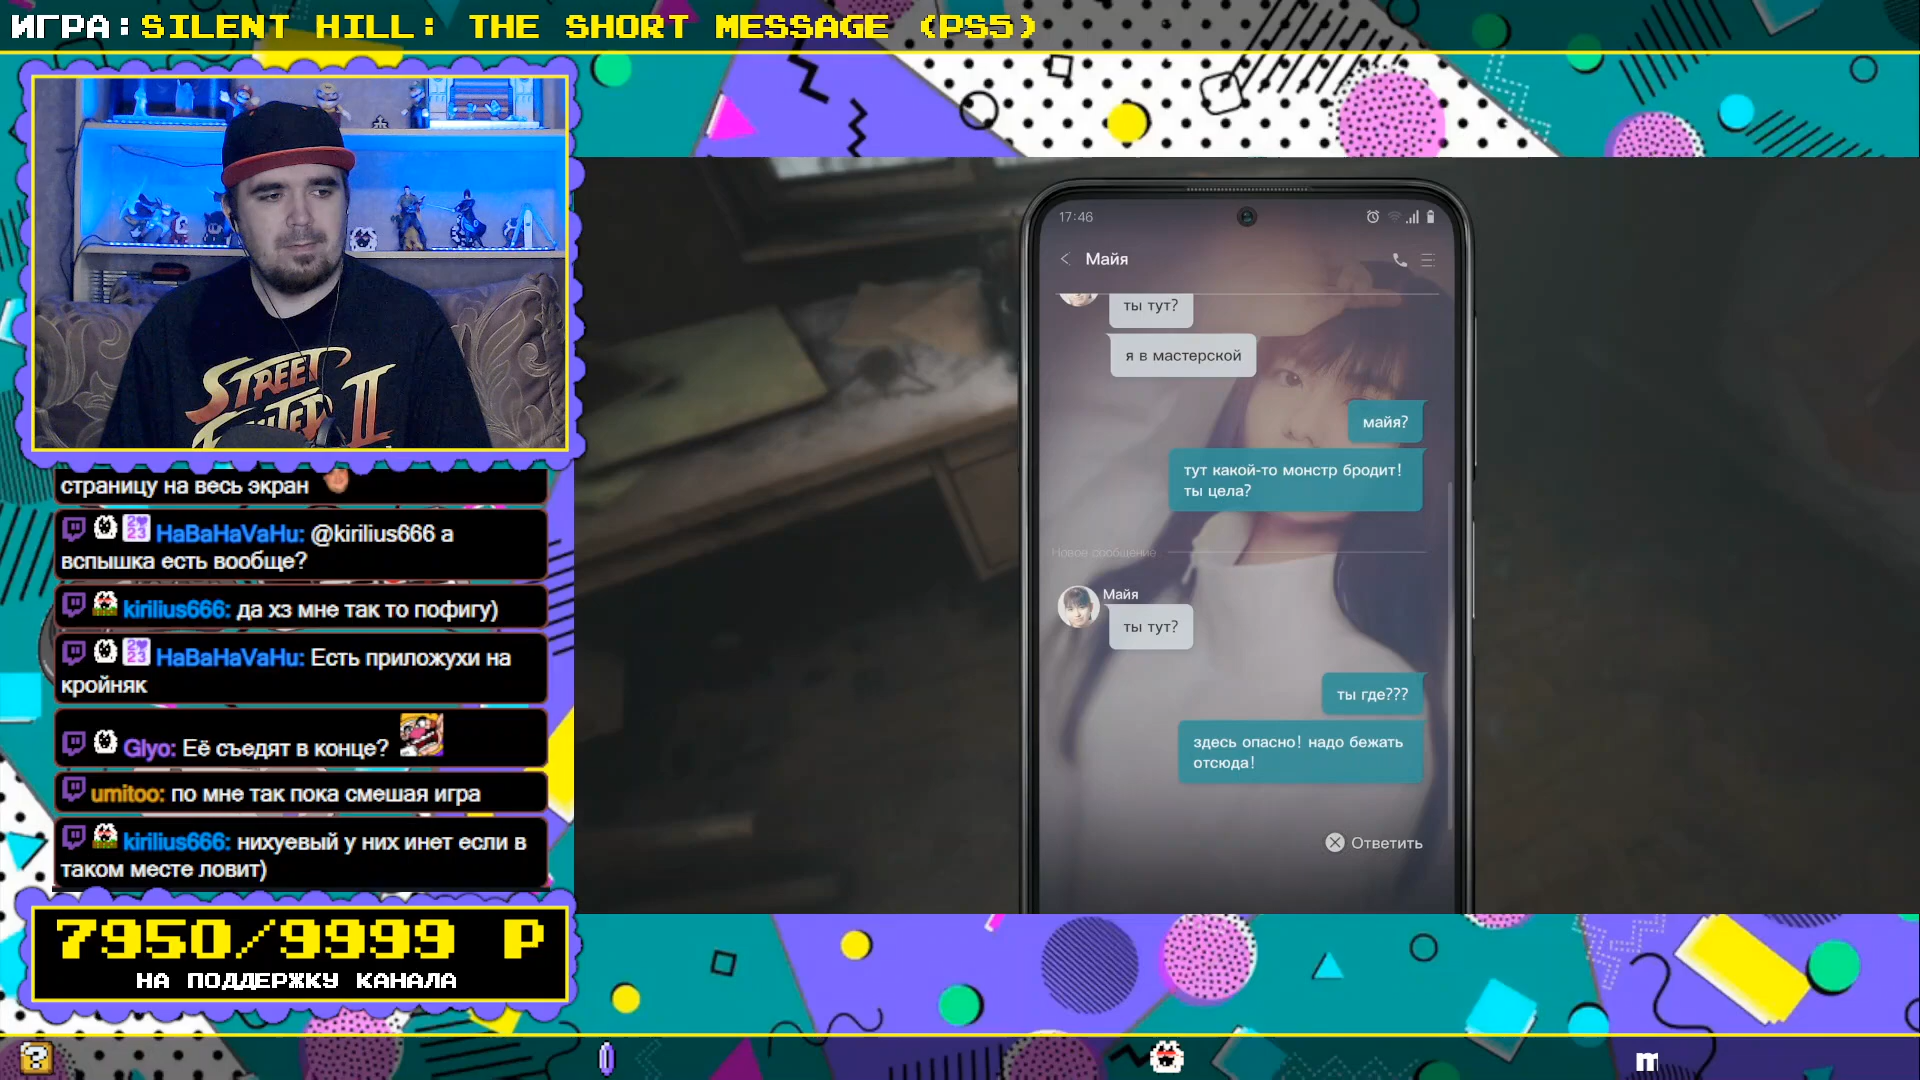 ИГРА:SILENT HILL: THE SHORT MESSAGE (PS5)
STREET
FIGHTER II
страницу на весь экран
HaBaHaVaHu: @kirilius666 а
вспышка есть вообще?
kirilius666: да хз мне так то пофигу)
HaBaHaVaHu: Есть приложухи на
кройняк
Glyo: Её съедят в конце?
umitoo: по мне так пока смешая игра
kirilius666: нихуевый у них инет если в
таком месте ловит)
7950/9999 Р
НА ПОДДЕРЖКУ КАНАЛА
17:46
Майя
ты тут?
я в мастерской
майя?
тут какой-то монстр бродит!
ты цела?
Новое сообщение
Майя
ты тут?
ты где???
здесь опасно! надо бежать
отсюда!
Ответить
m